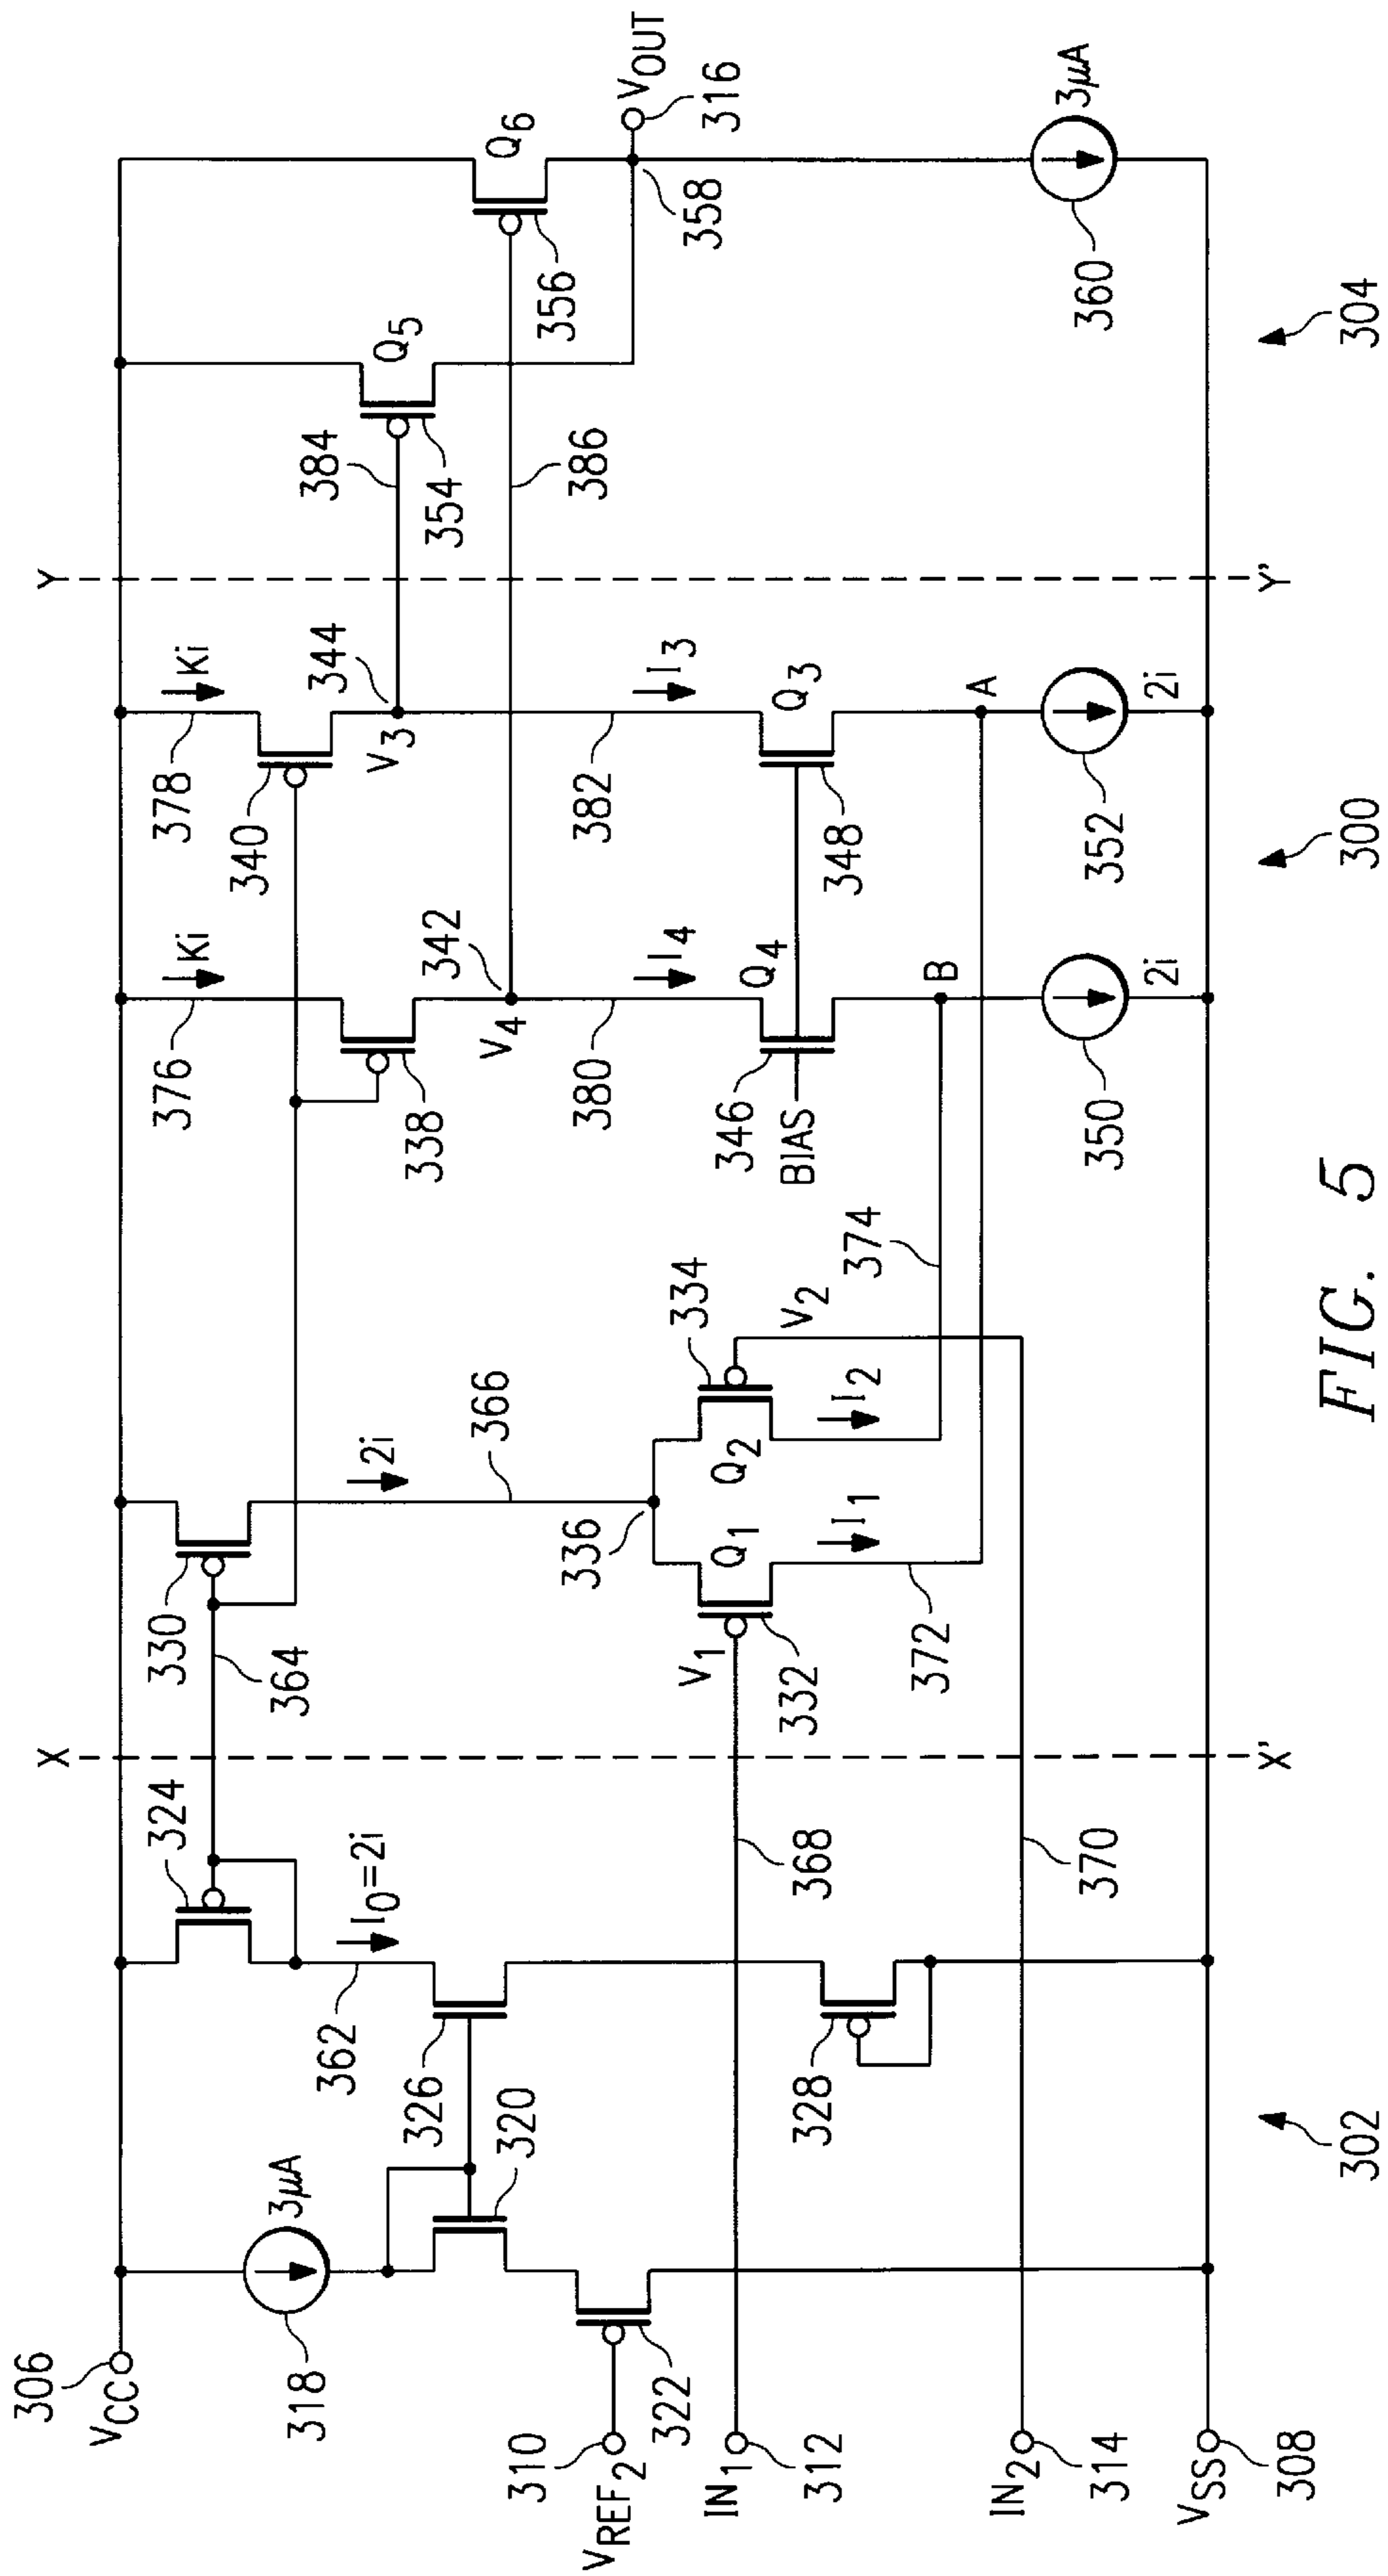 306
VCC
318
3μA
310
VREF2
322
320
326
362
I0=2i
324
X
364
330
IN1
312
368
V1
332
Q1
I1
372
336
366
2i
Q2
334
I2
V2
374
IN2
314
370
VSS
308
328
302
X'
376
Ki
338
V4
342
380
I4
Q4
346
BIAS
B
350
2i
378
Ki
340
V3
344
382
I3
Q3
348
A
352
2i
300
Y
Y'
384
354
Q5
386
356
Q6
358
VOUT
316
360
3μA
304
FIG. 5